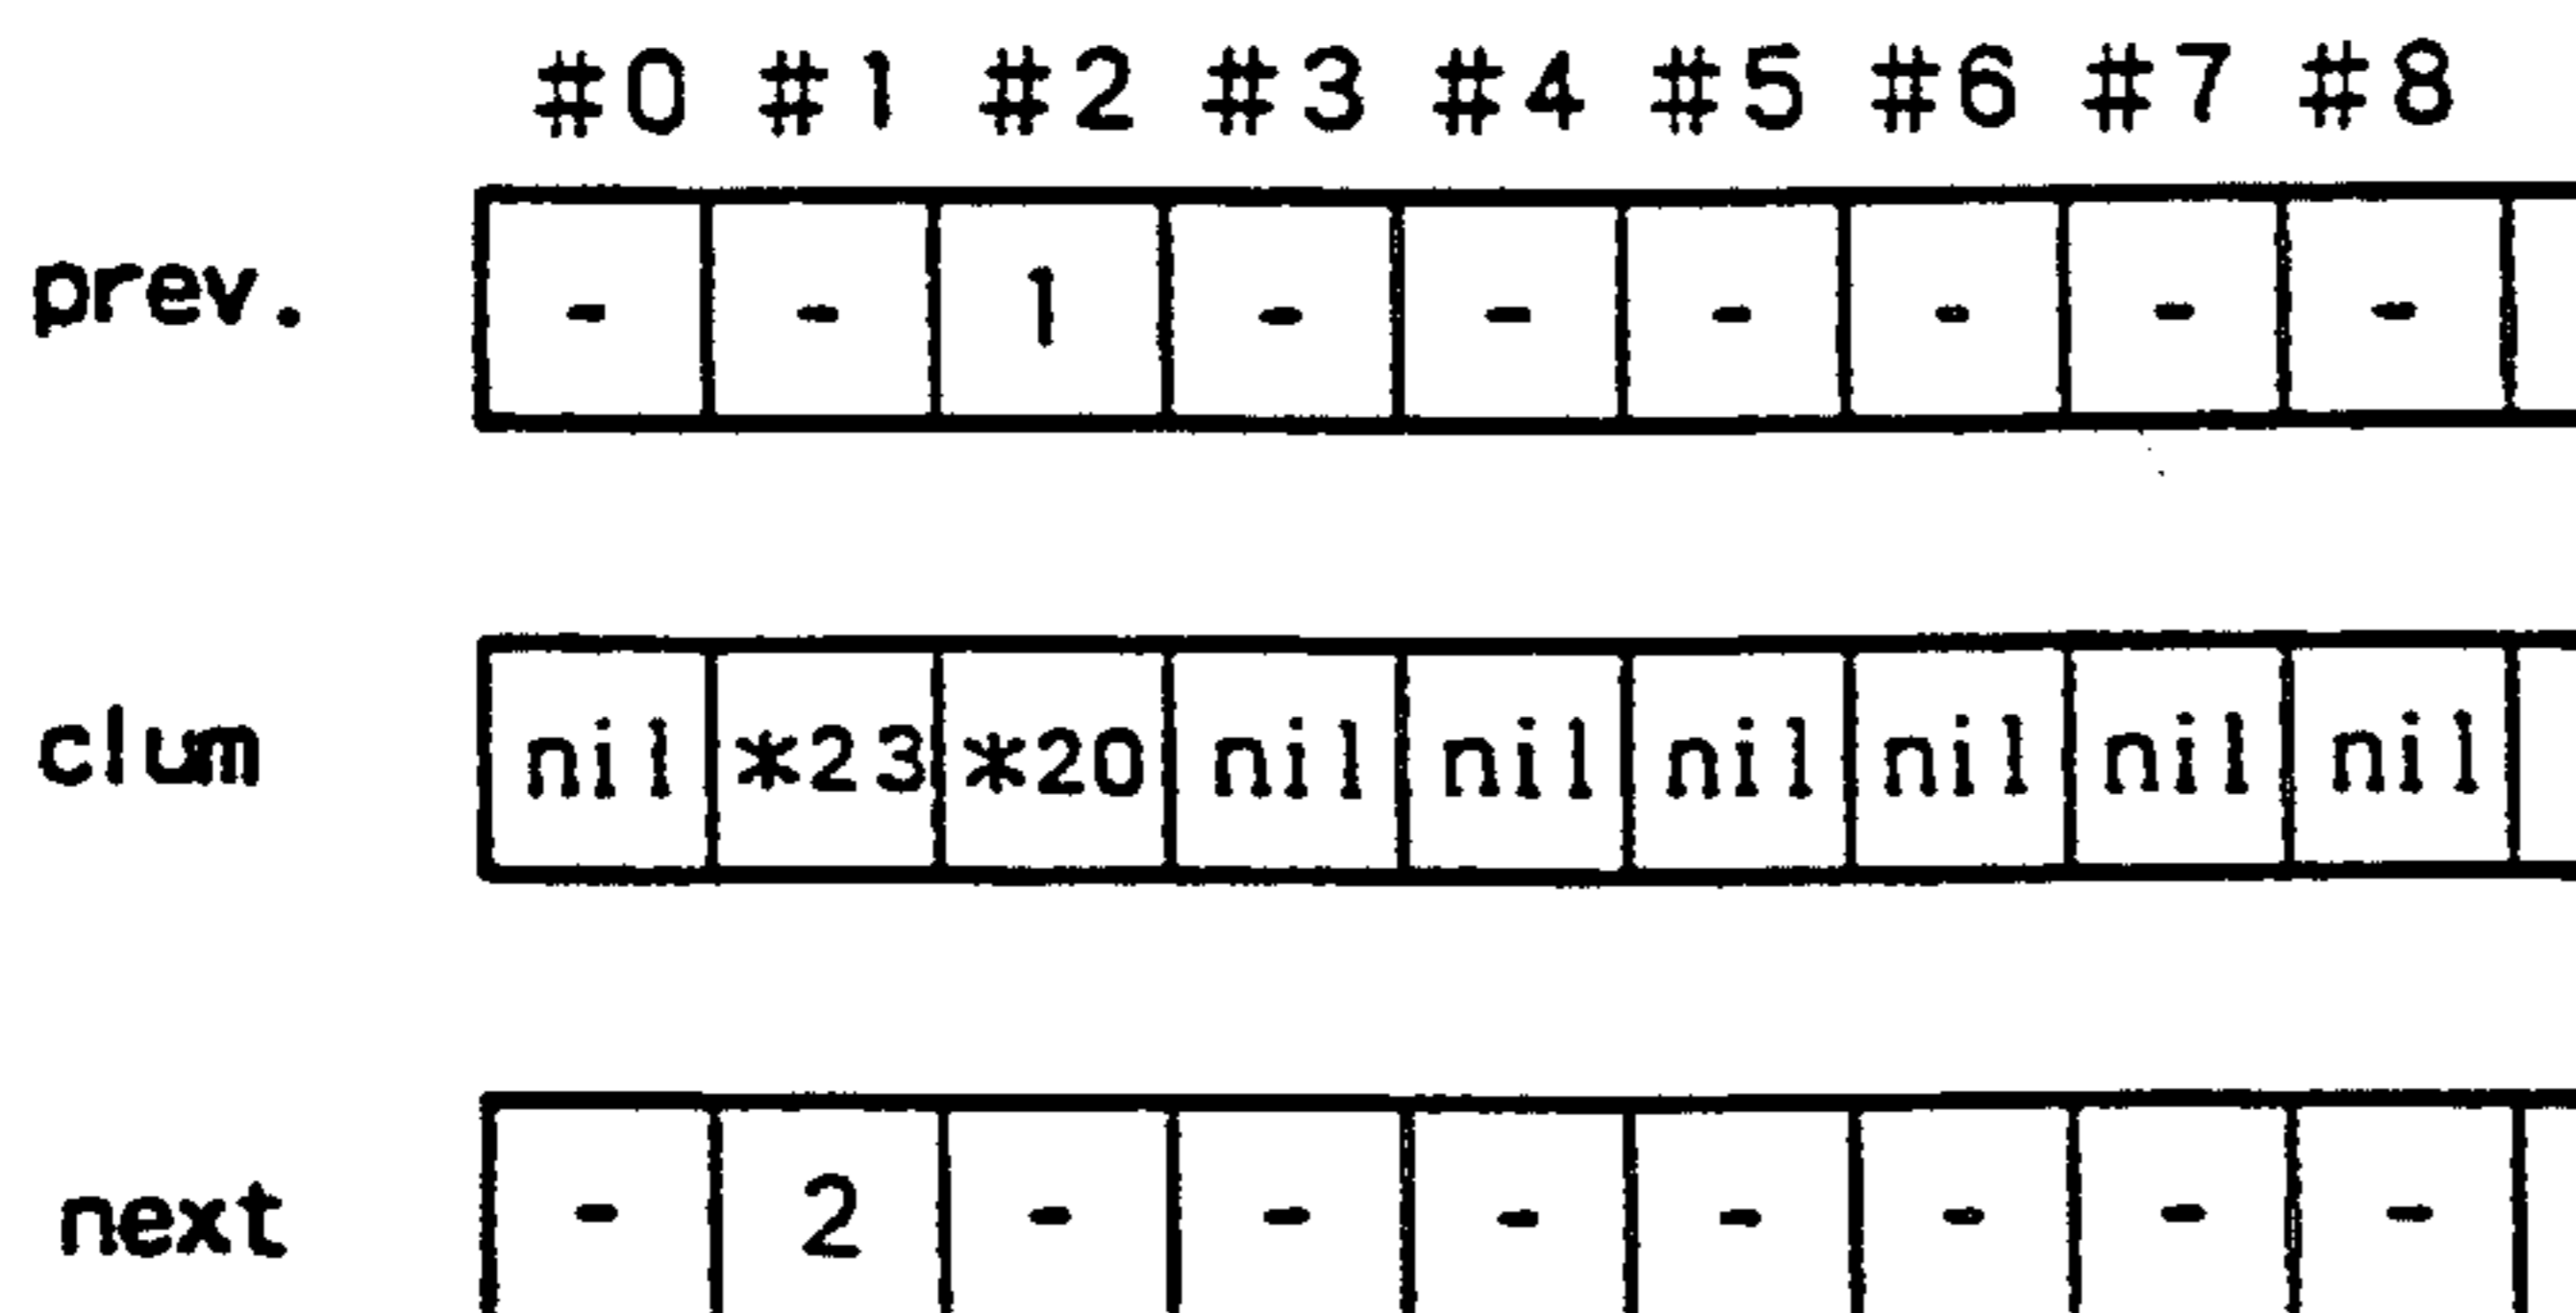 #0 #1 #2 #3 #4 #5 #6 #7 #8
prev. - - 1 - - - - - -
clum nil *23 *20 nil nil nil nil nil nil
next - 2 - - - - - - -